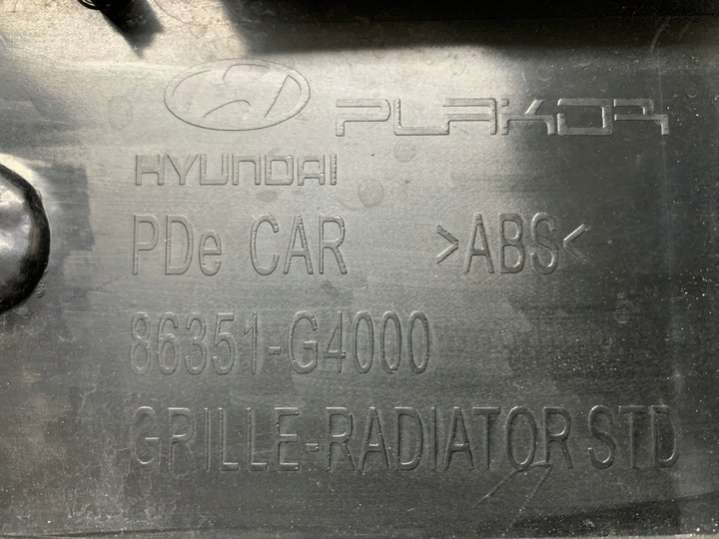 PLAKOR
HYUNDAI
PDe CAR >ABS<
86351-G4000
GRILLE-RADIATOR STD